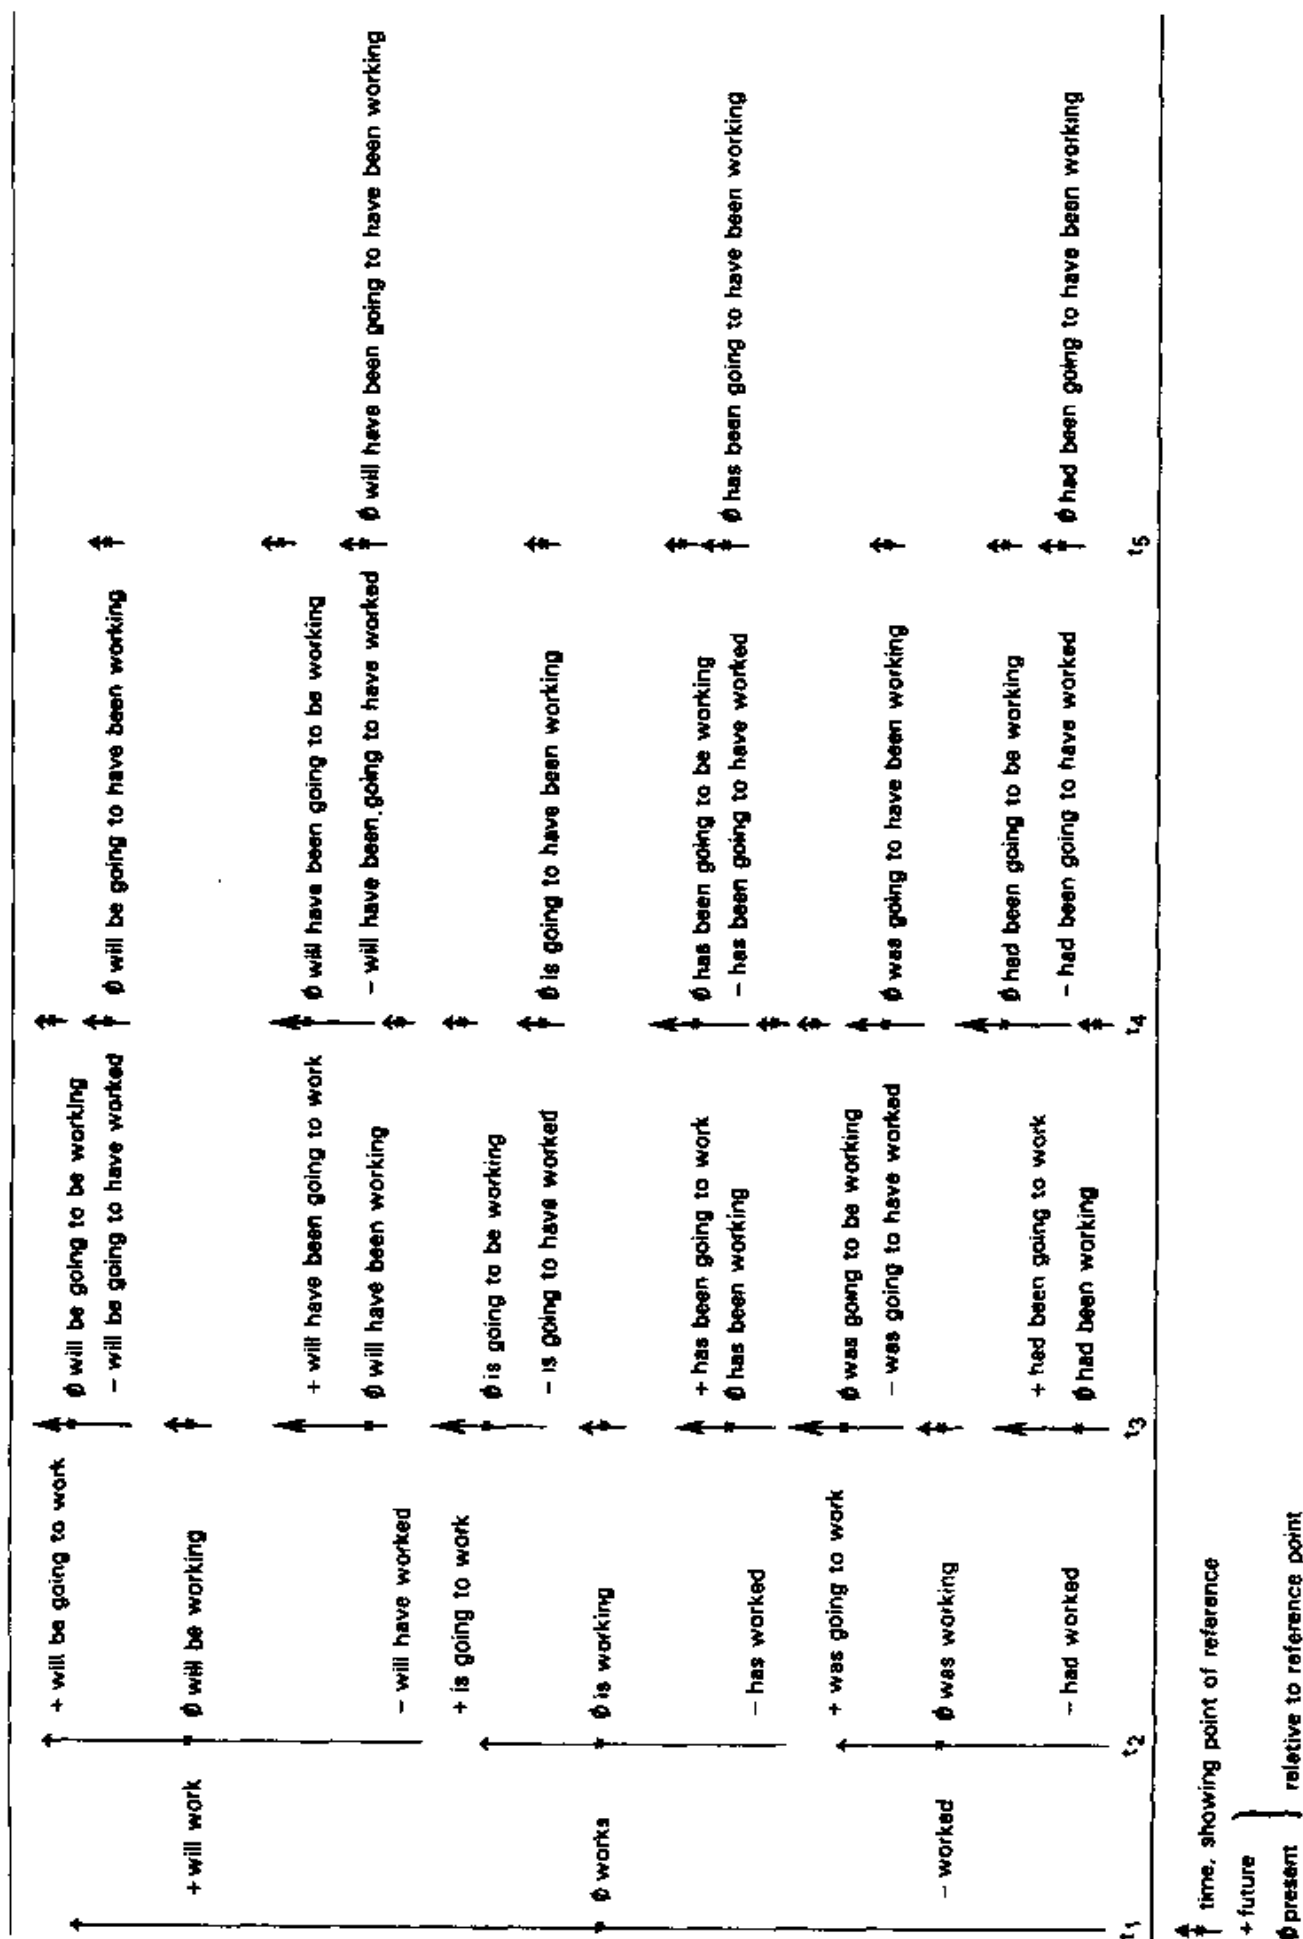 + will be going to work
ϕ will be going to be working
– will be going to have worked
ϕ will be going to have been working
+ will work
ϕ will be working
+ will have been going to work
ϕ will have been going to be working
ϕ will have been working
– will have been going to have worked
ϕ will have been going to have been working
– will have worked
+ is going to work
ϕ is going to be working
– is going to have worked
ϕ is going to have been working
ϕ works
ϕ is working
+ has been going to work
ϕ has been going to be working
ϕ has been working
– has been going to have worked
ϕ has been going to have been working
– has worked
+ was going to work
ϕ was going to be working
– was going to have worked
ϕ was going to have been working
– worked
ϕ was working
+ had been going to work
ϕ had been going to be working
– had worked
ϕ had been working
– had been going to have worked
ϕ had been going to have been working
t1 t2 t3 t4 t5
time, showing point of reference
+ future
ϕ present } relative to reference point